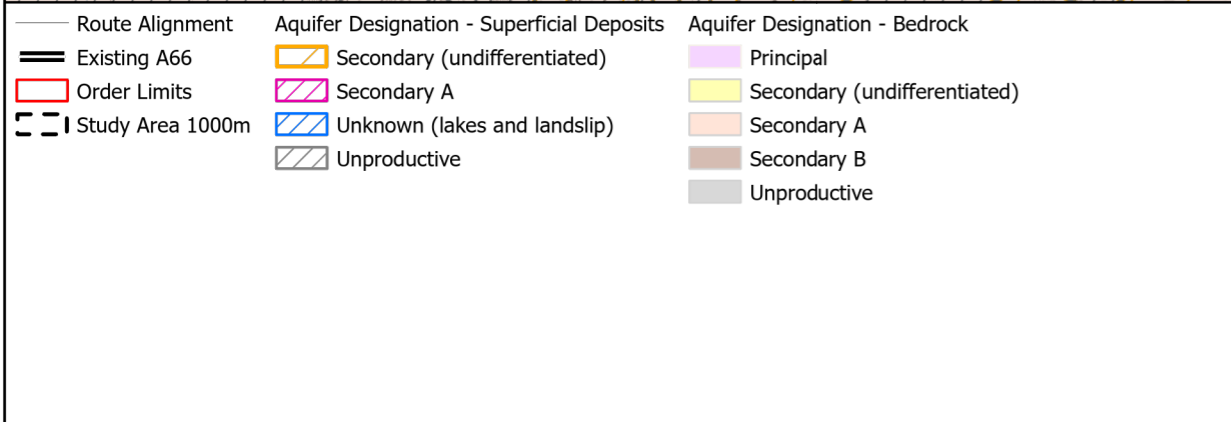 Route Alignment
Existing A66
Order Limits
Study Area 1000m
Aquifer Designation - Superficial Deposits
Secondary (undifferentiated)
Secondary A
Unknown (lakes and landslip)
Unproductive
Aquifer Designation - Bedrock
Principal
Secondary (undifferentiated)
Secondary A
Secondary B
Unproductive